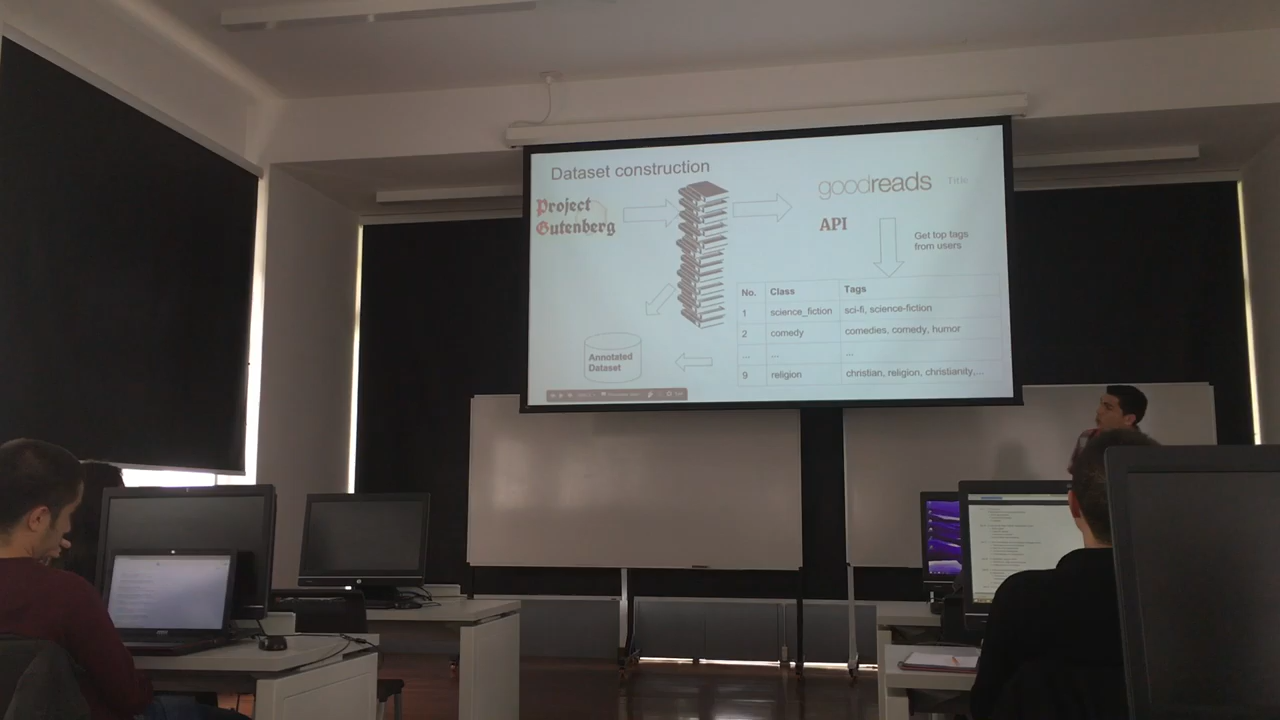 Dataset construction
Project
Gutenberg
goodreads
Title
API
Get top tags
from users
No. Class Tags
1 science_fiction sci-fi, science-fiction
2 comedy comedies, comedy, humor
... ... ...
9 religion christian, religion, christianity,...
Annotated
Dataset